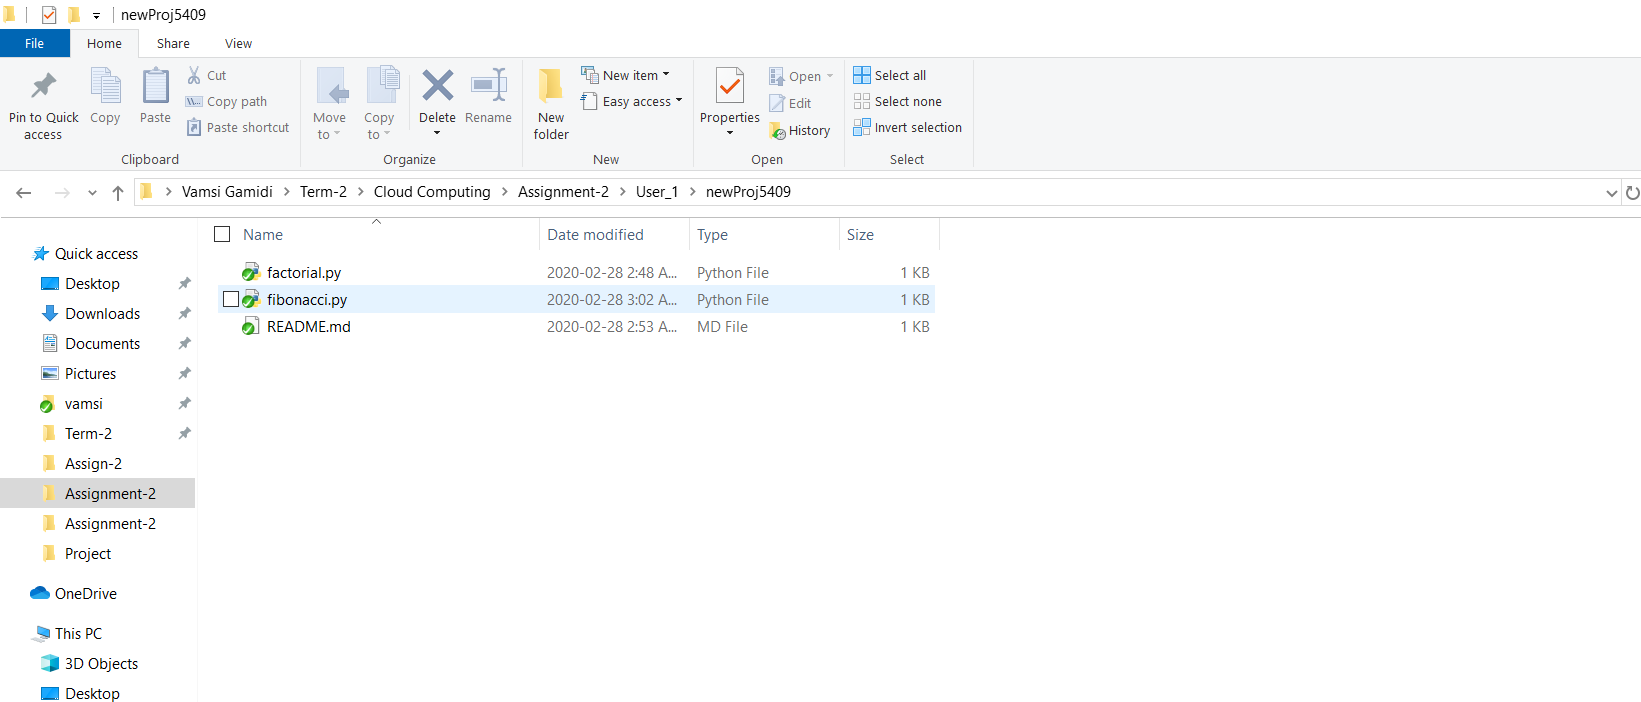 newProj5409
File Home Share View
Pin to Quick access
Copy
Paste
Cut
Copy path
Paste shortcut
Clipboard
Move to
Copy to
Delete
Rename
Organize
New folder
New item
Easy access
New
Properties
Open
Edit
History
Open
Select all
Select none
Invert selection
Select
Vamsi Gamidi > Term-2 > Cloud Computing > Assignment-2 > User_1 > newProj5409
Quick access
Desktop
Downloads
Documents
Pictures
vamsi
Term-2
Assign-2
Assignment-2
Assignment-2
Project
OneDrive
This PC
3D Objects
Desktop
Name Date modified Type Size
factorial.py 2020-02-28 2:48 A... Python File 1 KB
fibonacci.py 2020-02-28 3:02 A... Python File 1 KB
README.md 2020-02-28 2:53 A... MD File 1 KB